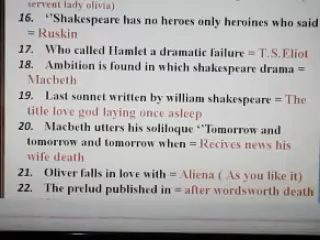 servent lady olivia)
16. ‘'Shakespeare has no heroes only heroines who said
= Ruskin
17. Who called Hamlet a dramatic failure = T.S.Eliot
18. Ambition is found in which shakespeare drama =
Macbeth
19. Last sonnet written by william shakespeare = The
title love god laying once asleep
20. Macbeth utters his soliloque ‘'Tomorrow and
tomorrow and tomorrow when = Recives news his
wife death
21. Oliver falls in love with = Aliena ( As you like it)
22. The prelud published in = after wordsworth death